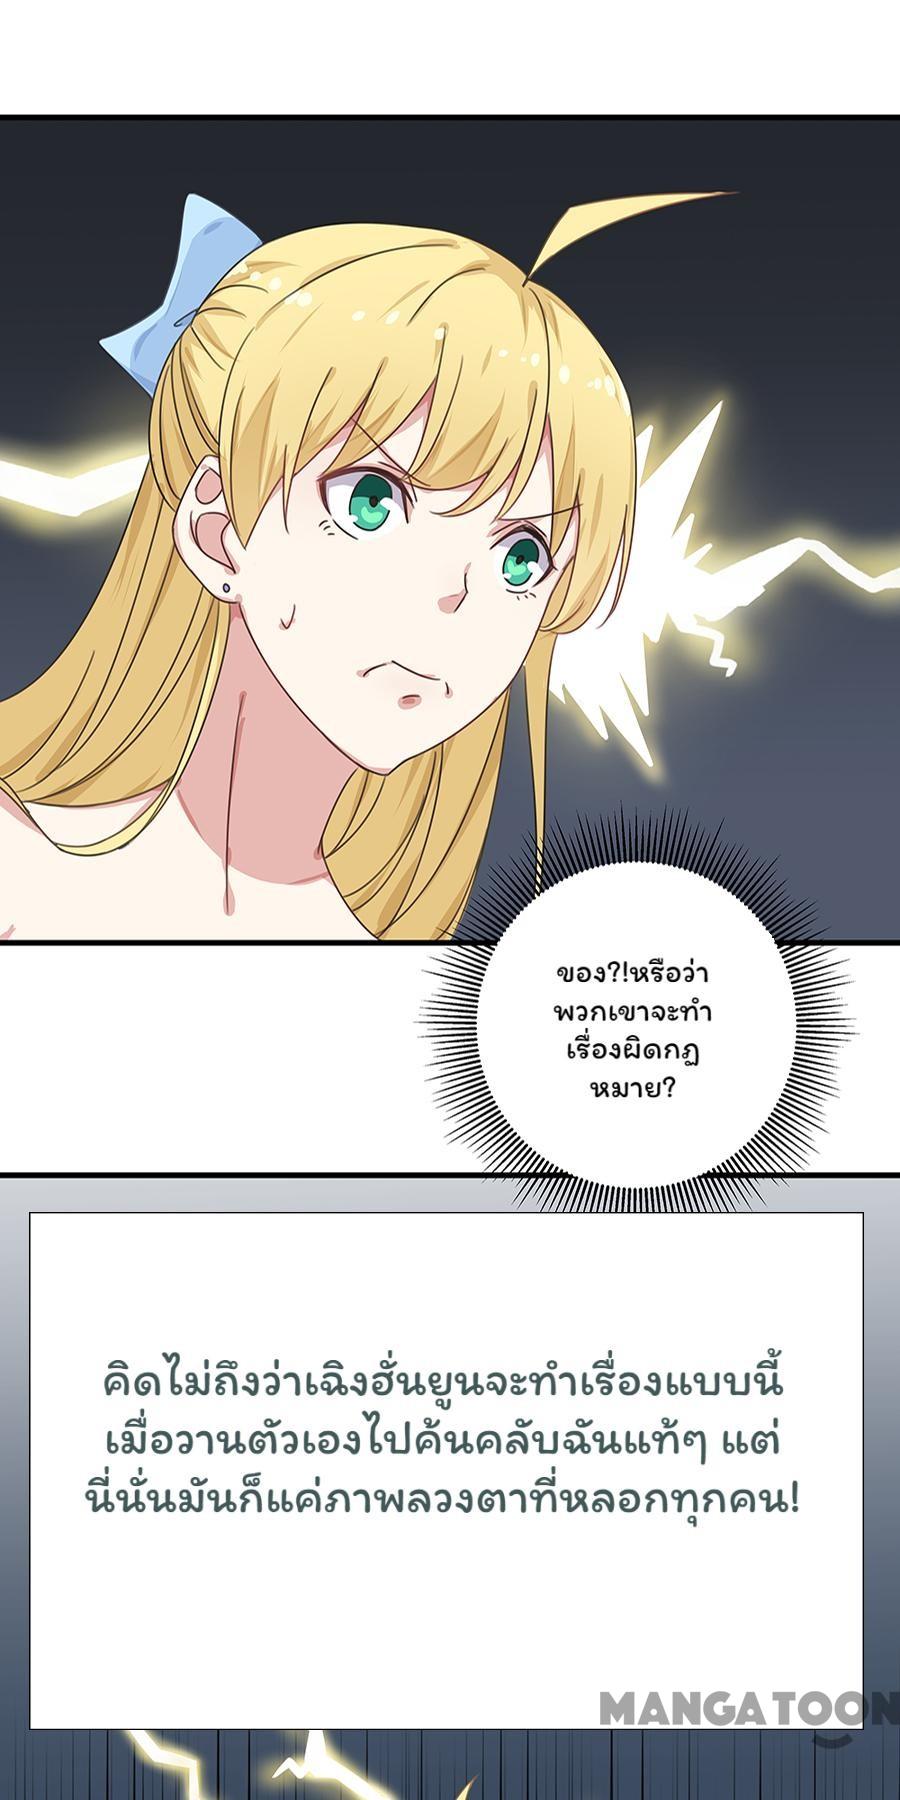 ของ?!หรือว่า
พวกเขาจะทำ
เรื่องผิดกฏ
หมาย?
คิดไม่ถึงว่าเฉิงฮั่นยูนจะทำเรื่องแบบนี้
เมื่อวานตัวเองไปค้นคลับฉันแท้ๆ แต่
นี่นั่นมันก็แค่ภาพลวงตาที่หลอกทุกคน!
MANGATOON